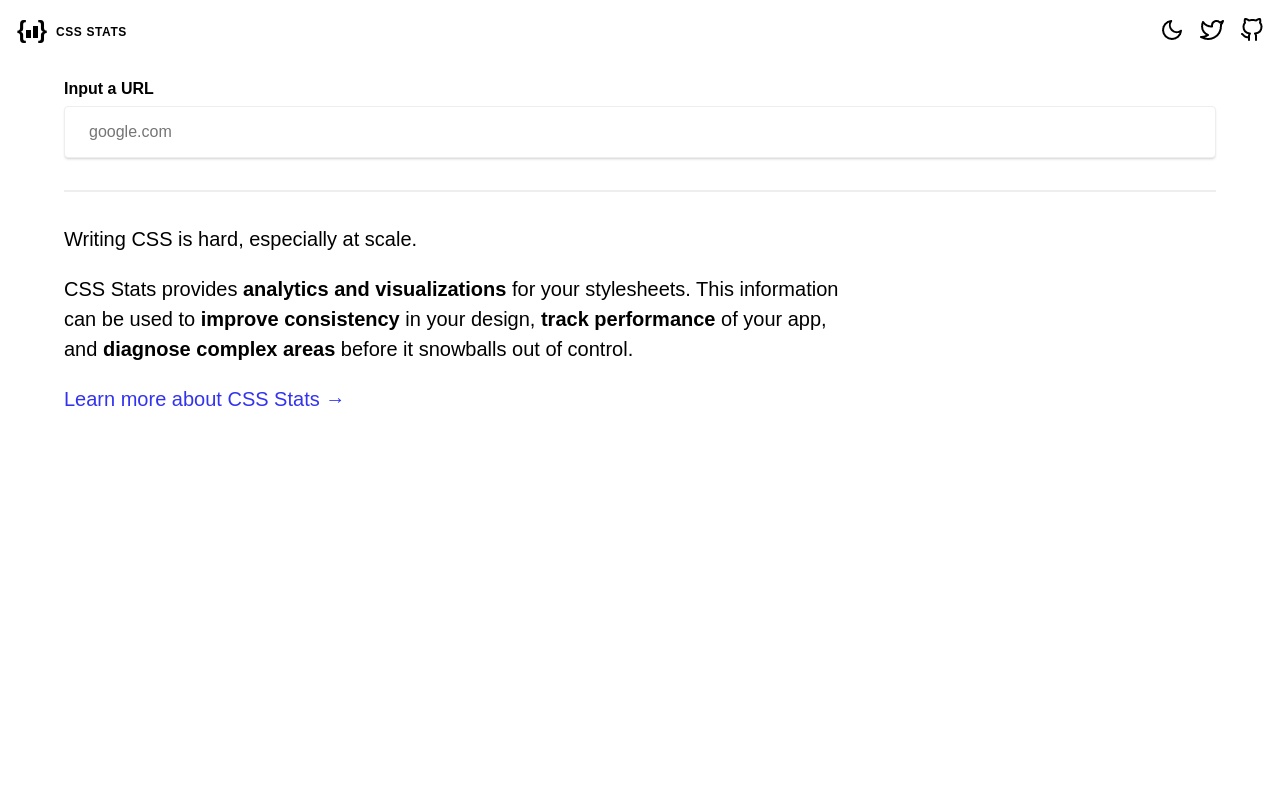 CSS STATS
Input a URL
google.com
Writing CSS is hard, especially at scale.
CSS Stats provides analytics and visualizations for your stylesheets. This information
can be used to improve consistency in your design, track performance of your app,
and diagnose complex areas before it snowballs out of control.
Learn more about CSS Stats →